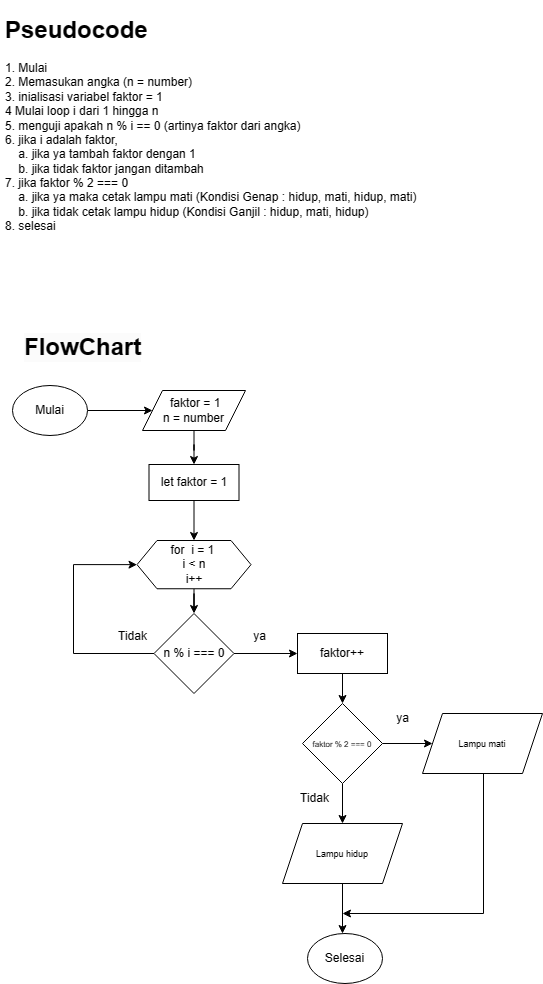 Pseudocode
1. Mulai
2. Memasukan angka (n = number)
3. inialisasi variabel faktor = 1
4 Mulai loop i dari 1 hingga n
5. menguji apakah n % i == 0 (artinya faktor dari angka)
6. jika i adalah faktor,
a. jika ya tambah faktor dengan 1
b. jika tidak faktor jangan ditambah
7. jika faktor % 2 === 0
a. jika ya maka cetak lampu mati (Kondisi Genap : hidup, mati, hidup, mati)
b. jika tidak cetak lampu hidup (Kondisi Ganjil : hidup, mati, hidup)
8. selesai
FlowChart
Mulai
faktor = 1
n = number
let faktor = 1
for i = 1
i < n
i++
Tidak
n % i === 0
ya
faktor++
faktor % 2 === 0
ya
Lampu mati
Tidak
Lampu hidup
Selesai